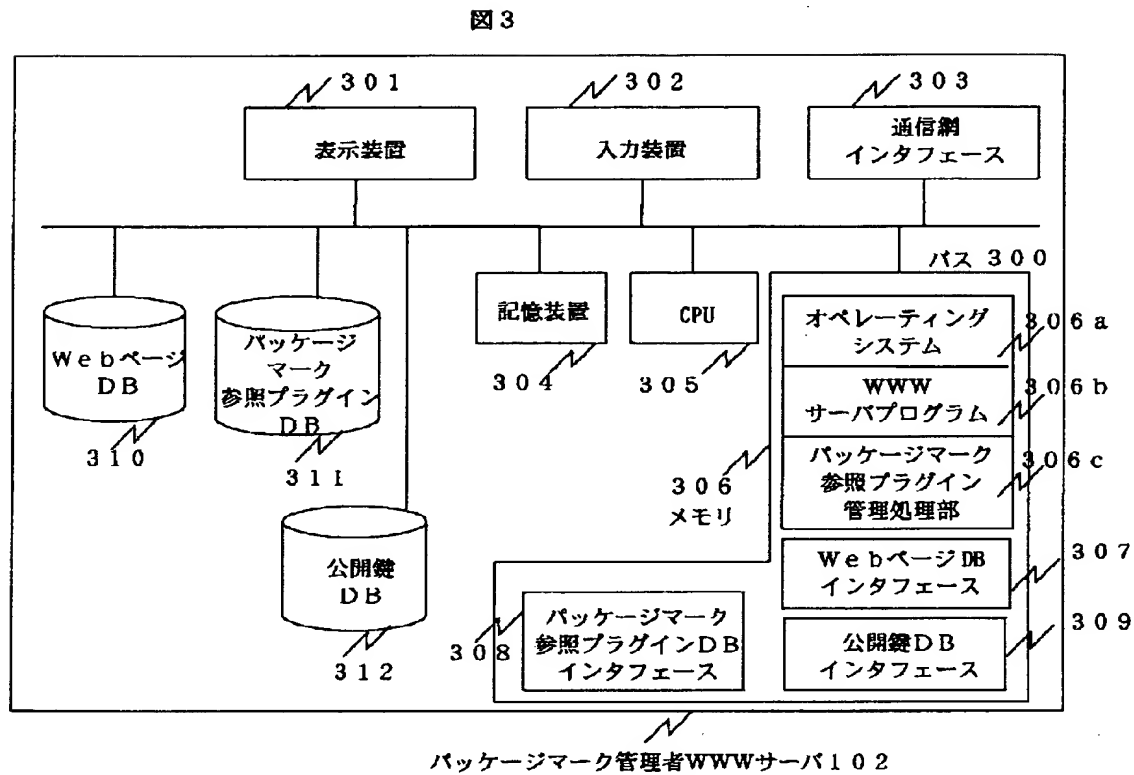 図３
３０１
３０２
３０３
表示装置
入力装置
通信網
インタフェース
バス ３００
Ｗｅｂページ
ＤＢ
３１０
パッケージ
マーク
参照プラグイン
ＤＢ
３１１
公開鍵
ＤＢ
３１２
記憶装置
３０４
CPU
３０５
３０６
メモリ
オペレーティング
システム
３０６ａ
WWW
サーバプログラム
３０６ｂ
パッケージマーク
参照プラグイン
管理処理部
３０６ｃ
ＷｅｂページDB
インタフェース
３０７
パッケージマーク
参照プラグインＤＢ
インタフェース
３０８
公開鍵ＤＢ
インタフェース
３０９
パッケージマーク管理者WWWサーバ１０２